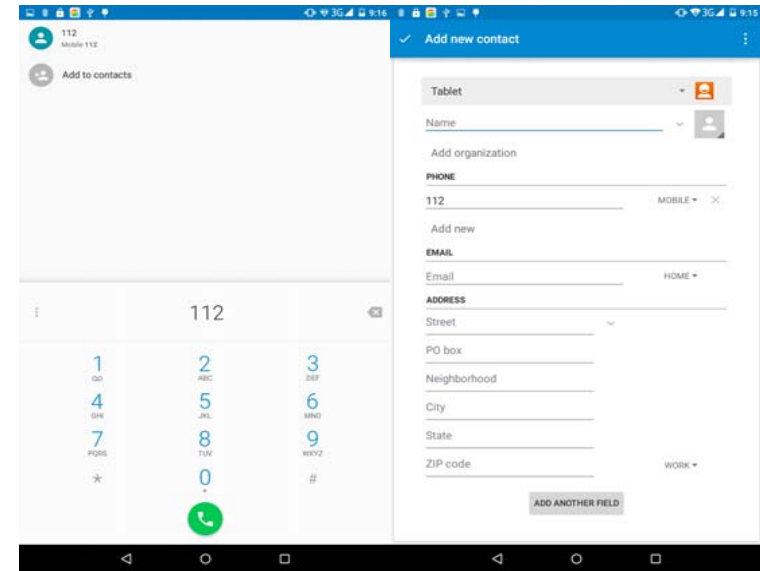 3G 9:16
112
Mobile 112
Add to contacts
112
1
2
ABC
3
DEF
4
GHI
5
JKL
6
MNO
7
PQRS
8
TUV
9
WXYZ
*
0
+
#
3G 9:15
Add new contact
Tablet
Name
Add organization
PHONE
112 MOBILE
Add new
EMAIL
Email HOME
ADDRESS
Street
PO box
Neighborhood
City
State
ZIP code WORK
ADD ANOTHER FIELD